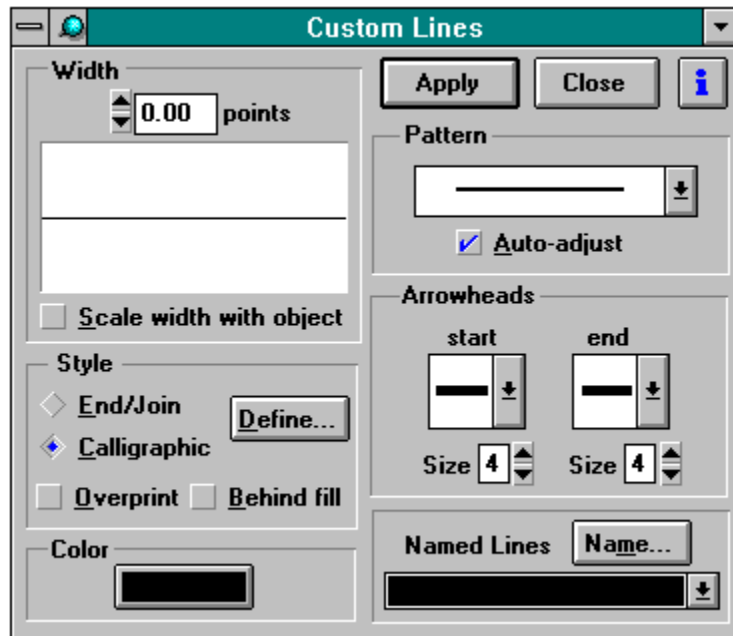 Custom Lines
Width
0.00 points
Scale width with object
Style
End/Join
Calligraphic
Define...
Overprint
Behind fill
Color
Apply
Close
i
Pattern
Auto-adjust
Arrowheads
start end
Size 4 Size 4
Named Lines
Name...